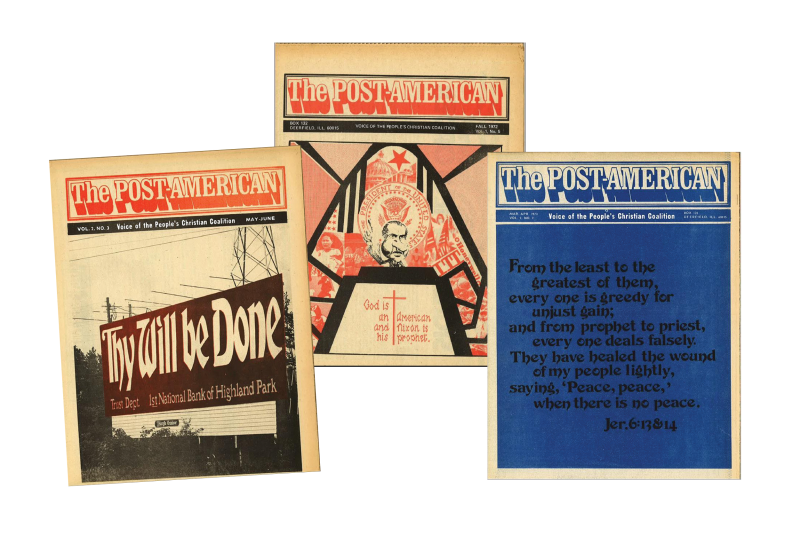 The POST-AMERICAN
VOL. 1, NO. 3 Voice of the People's Christian Coalition MAY-JUNE
Thy Will be Done
Trust Dept. 1st National Bank of Highland Park
The POST-AMERICAN
BOX 132
DEERFIELD, ILL. 60015 VOICE OF THE PEOPLE'S CHRISTIAN COALITION FALL 1972
PRESIDENT OF THE UNITED
God is
an American
and Nixon is
his prophet.
The POST-AMERICAN
Voice of the People's Christian Coalition
From the least to the
greatest of them,
every one is greedy for
unjust gain;
and from prophet to priest,
every one deals falsely.
They have healed the wound
of my people lightly,
saying, 'Peace, peace,'
when there is no peace.
Jer. 6:13&14